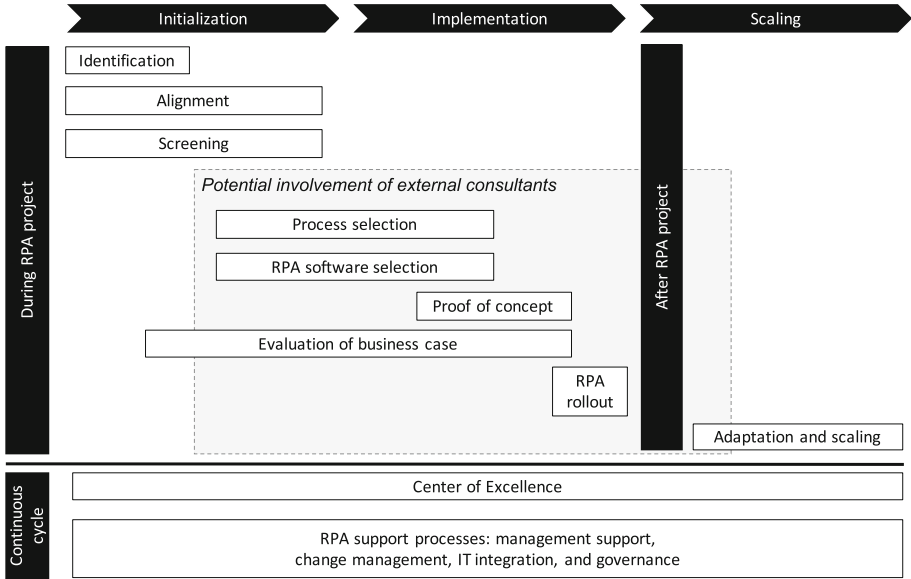 Initialization
Implementation
Scaling
During RPA project
After RPA project
Identification
Alignment
Screening
Potential involvement of external consultants
Process selection
RPA software selection
Proof of concept
Evaluation of business case
RPA
rollout
Adaptation and scaling
Continuous
cycle
Center of Excellence
RPA support processes: management support,
change management, IT integration, and governance